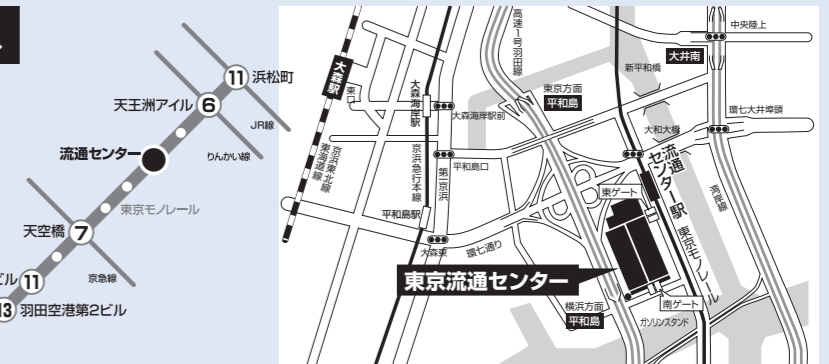 11 浜松町
天王洲アイル 6
JR線
流通センター
りんかい線
東京モノレール
天空橋 7
京急線
ビル 11
13 羽田空港第2ビル
大森駅
東口
京浜東北線
東海道線
大森海岸駅
大森海岸駅前
京浜急行本線
第一京浜
平和島口
平和島駅
大森東
環七通り
高速1号羽田線
東京方面
平和島
新平和橋
大井南
中央陸上
環七大井埠頭
大和大橋
流通
センター駅
東京モノレール
湾岸線
東ゲート
東京流通センター
横浜方面
平和島
南ゲート
ガソリンスタンド